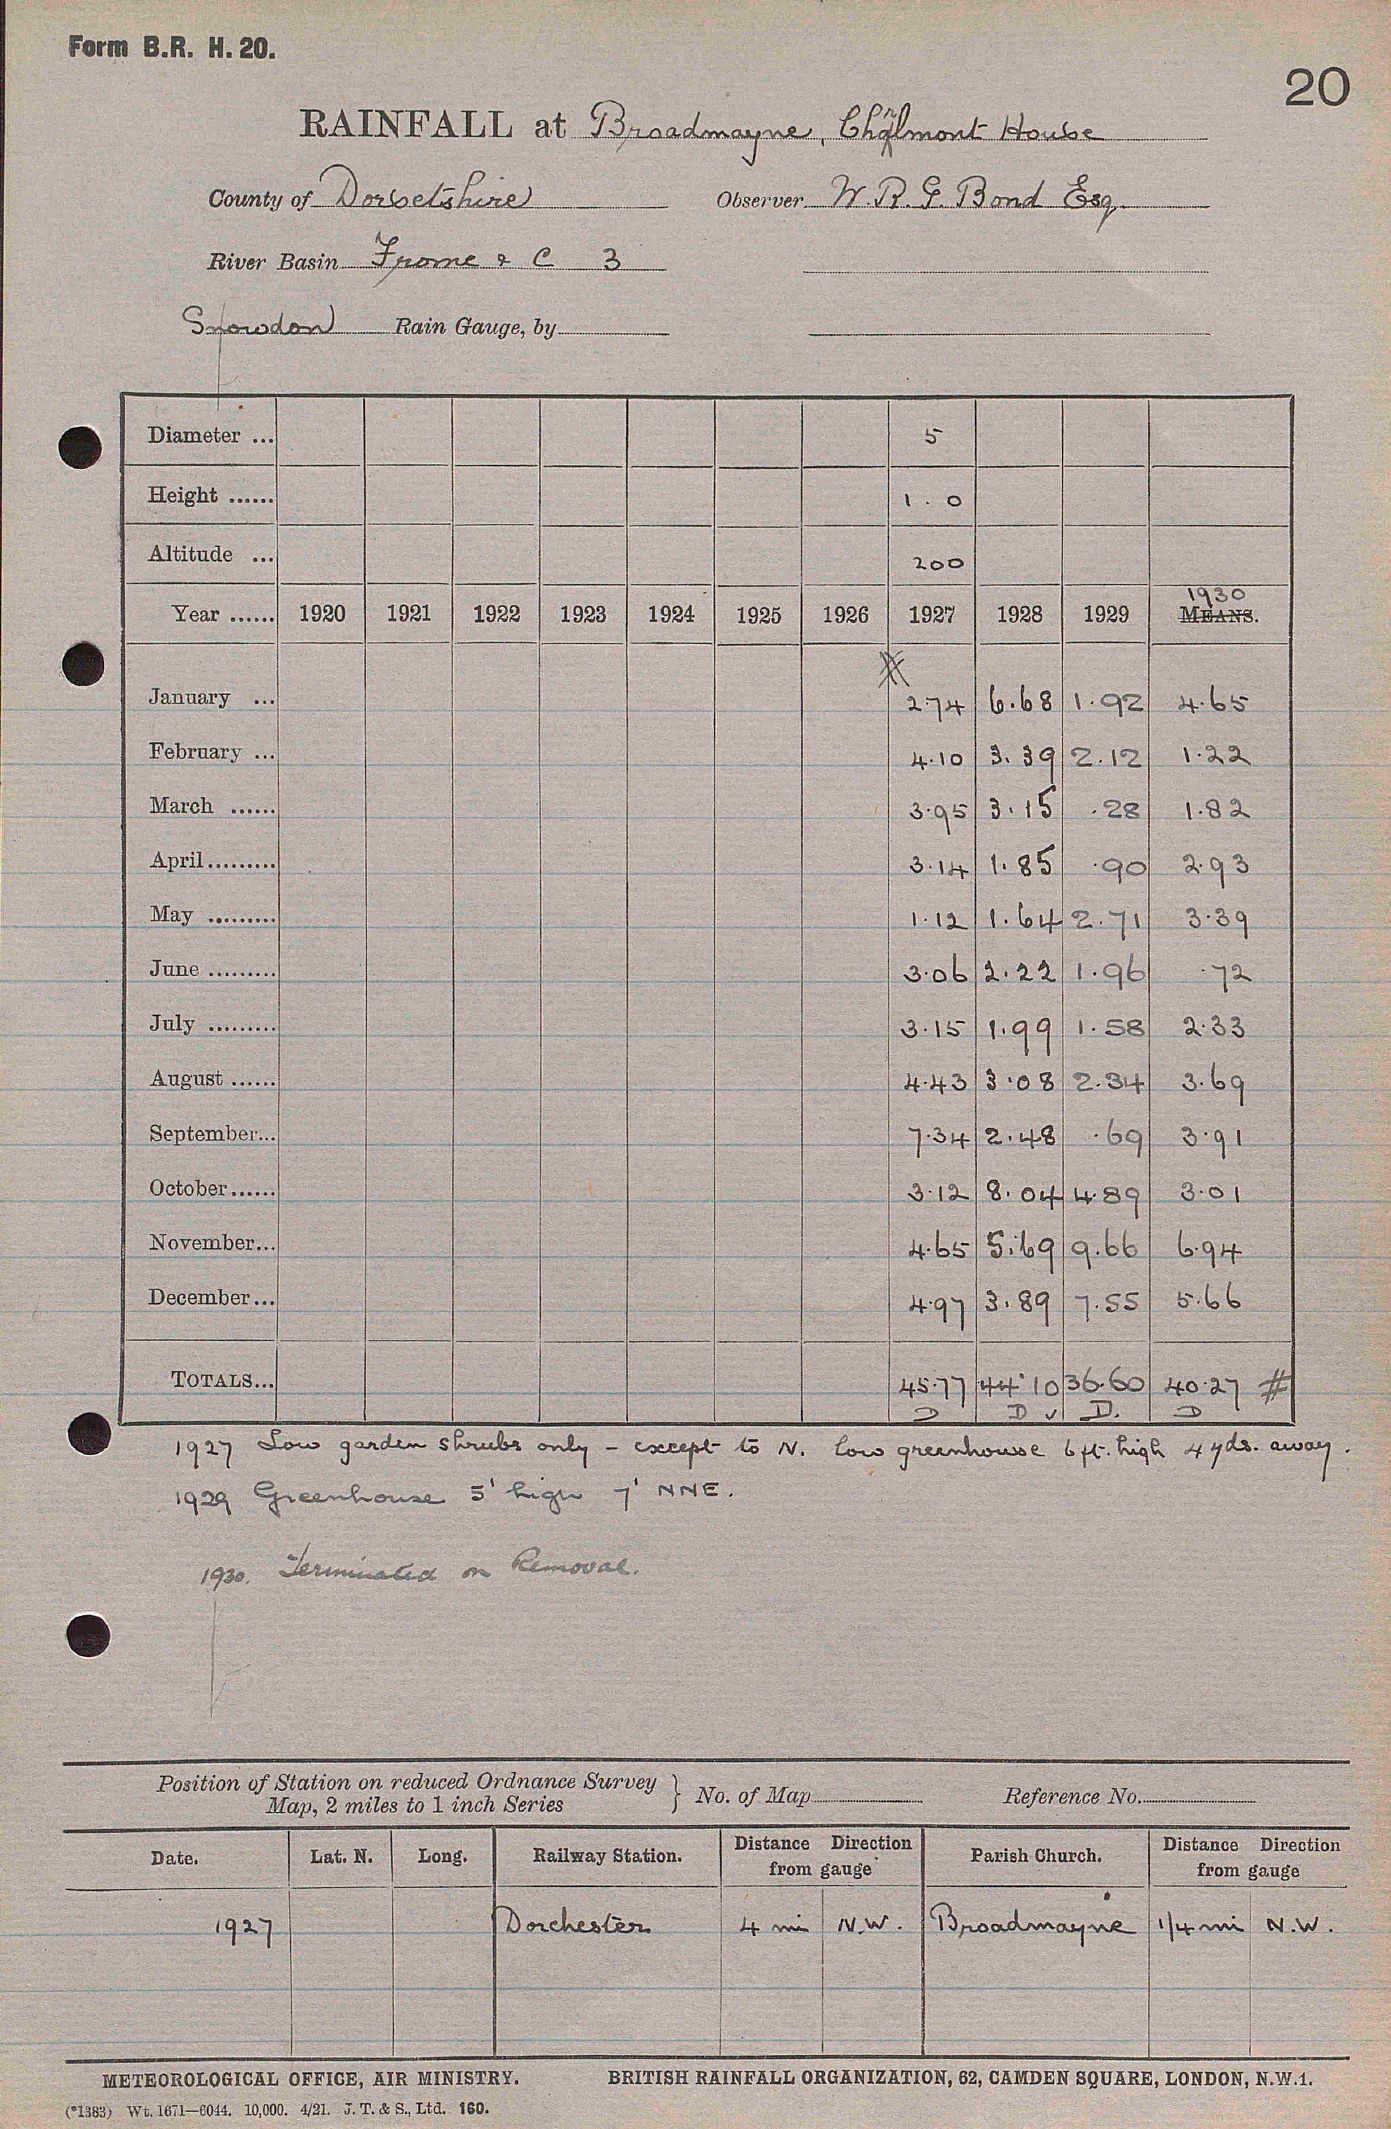 Form B.R. H. 20.
20
RAINFALL at Broadmayne, Chalmont House
County of Dorsetshire Observer W. R. G. Bond Esq.
River Basin Frome & C 3
Snowdon Rain Gauge, by
Diameter ... 5
Height ...... 1.0
Altitude ... 200
Year ...... 1920 1921 1922 1923 1924 1925 1926 1927 1928 1929 1930 MEANS.
January ... 2.74 6.68 1.92 4.65
February ... 4.10 3.39 2.12 1.22
March ...... 3.95 3.15 .28 1.82
April......... 3.14 1.85 .90 2.93
May ......... 1.12 1.64 2.71 3.39
June ......... 3.06 2.22 1.96 .72
July ......... 3.15 1.99 1.58 2.33
August ...... 4.43 3.08 2.34 3.69
September... 7.34 2.48 .69 3.91
October...... 3.12 8.04 4.89 3.01
November... 4.65 5.69 9.66 6.94
December... 4.97 3.89 7.55 5.66
TOTALS... 45.77 44.10 36.60 40.27 #
D D ✓ D. D
1927 Low garden shrubs only – except to N. low greenhouse 6 ft. high 4 yds. away.
1929 Greenhouse 5' high 7' NNE.
1930. Terminated on Removal.
Position of Station on reduced Ordnance Survey Map, 2 miles to 1 inch Series } No. of Map Reference No.
Date. Lat. N. Long. Railway Station. Distance Direction from gauge Parish Church. Distance Direction from gauge
1927 Dorchester 4 mi N.W. Broadmayne 1/4 mi N.W.
METEOROLOGICAL OFFICE, AIR MINISTRY. BRITISH RAINFALL ORGANIZATION, 62, CAMDEN SQUARE, LONDON, N.W.1.
(*1383) Wt. 1671—6044. 10,000. 4/21. J. T. & S., Ltd. 160.